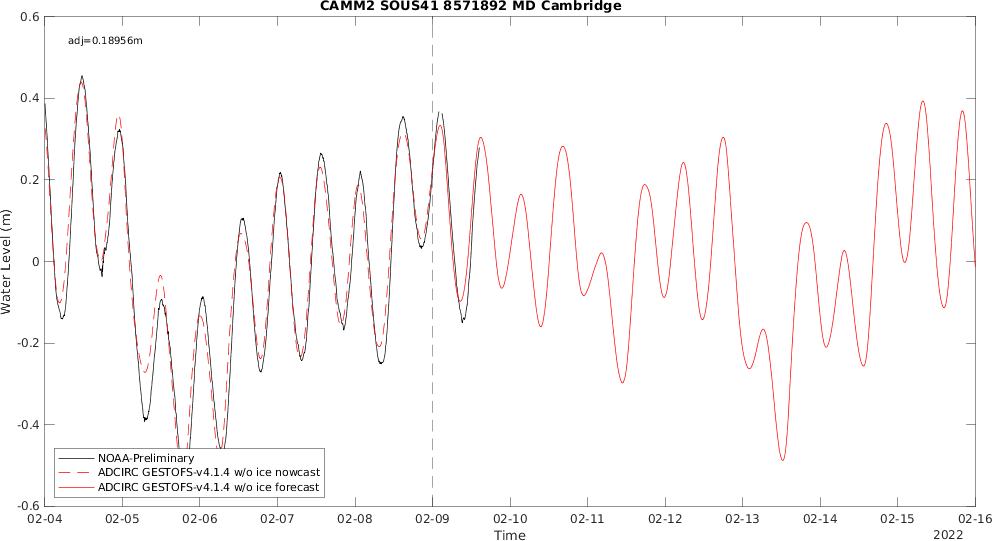 CAMM2 SOUS41 8571892 MD Cambridge
adj=0.18956m
Water Level (m)
0.6
0.4
0.2
0
-0.2
-0.4
-0.6
NOAA-Preliminary
ADCIRC GESTOFS-v4.1.4 w/o ice nowcast
ADCIRC GESTOFS-v4.1.4 w/o ice forecast
02-04 02-05 02-06 02-07 02-08 02-09 02-10 02-11 02-12 02-13 02-14 02-15 02-16
Time
2022